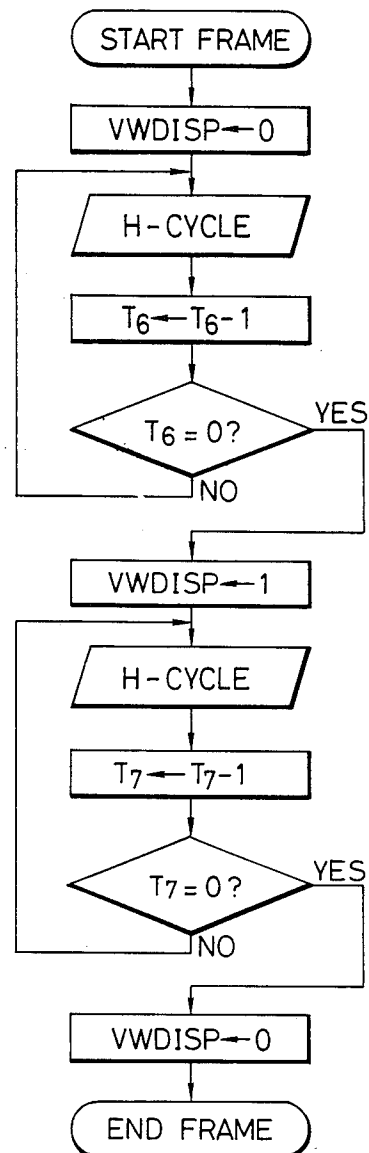 START FRAME
VWDISP←0
H-CYCLE
T6←T6-1
T6=0?
YES
NO
VWDISP←1
H-CYCLE
T7←T7-1
T7=0?
YES
NO
VWDISP←0
END FRAME